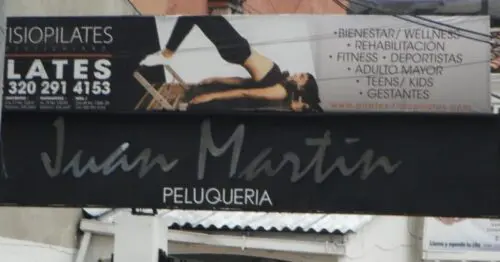 ISIOPILATES
LATES
320 291 4153
•BIENESTAR/ WELLNESS
•REHABILITACIÓN
•FITNESS •DEPORTISTAS
•ADULTO MAYOR
•TEENS/ KIDS
•GESTANTES
Juan Martin
PELUQUERIA